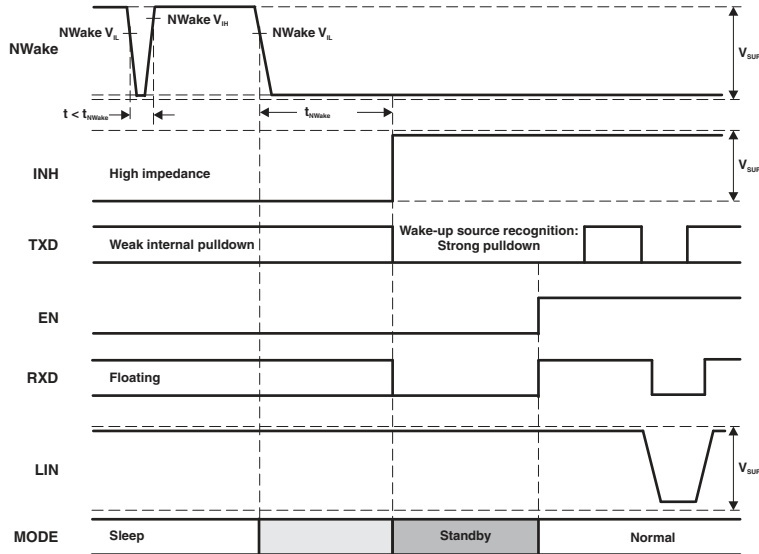 NWake V_IL
NWake V_IH
NWake V_IL
NWake
V_SUP
t < t_NWake
t_NWake
INH
High impedance
V_SUP
TXD
Weak internal pulldown
Wake-up source recognition:
Strong pulldown
EN
RXD
Floating
LIN
V_SUP
MODE
Sleep
Standby
Normal